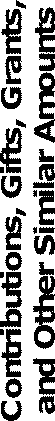 Contributions, Gifts, Grants,
and Other Similar Amounts